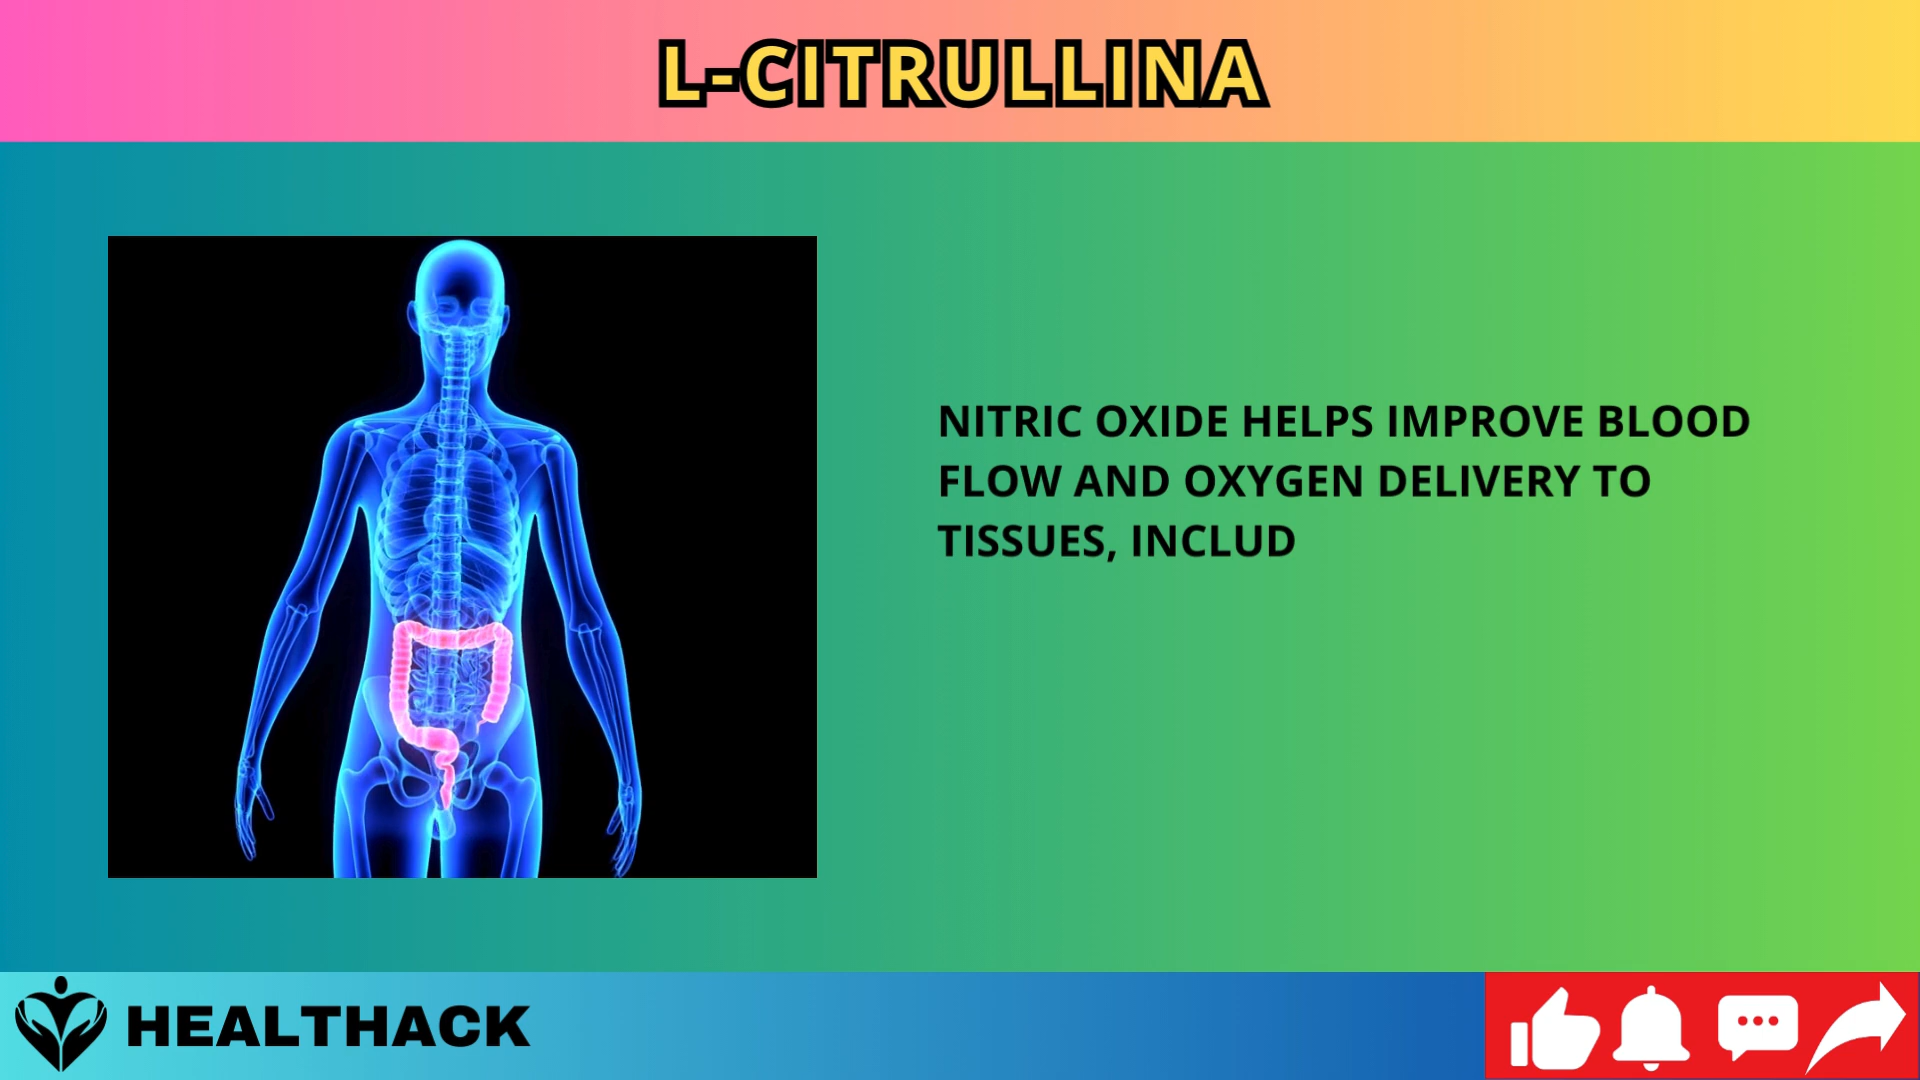 L-CITRULLINA
NITRIC OXIDE HELPS IMPROVE BLOOD
FLOW AND OXYGEN DELIVERY TO
TISSUES, INCLUD
HEALTHACK